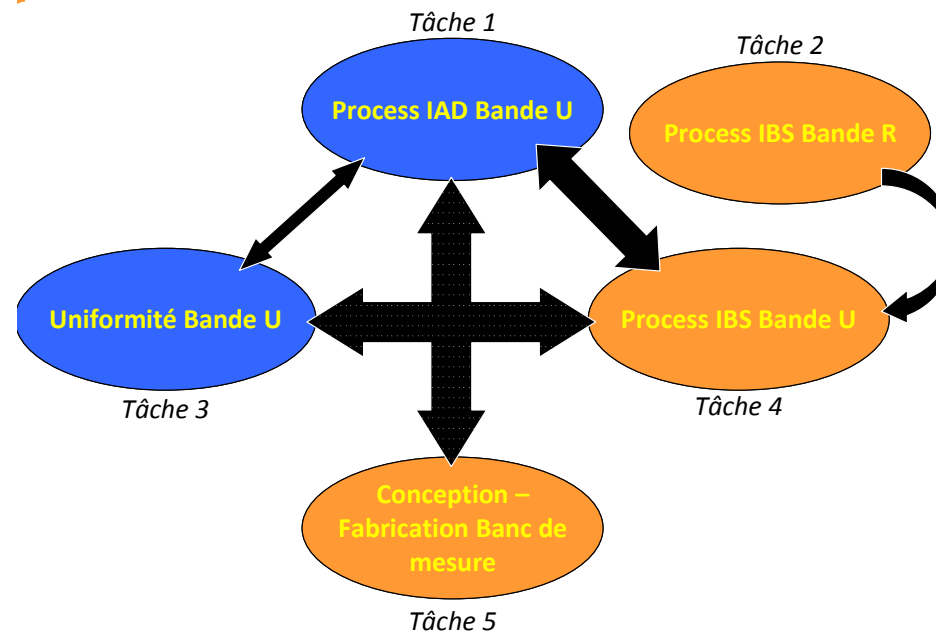 Tâche 1
Process IAD Bande U
Tâche 2
Process IBS Bande R
Uniformité Bande U
Tâche 3
Process IBS Bande U
Tâche 4
Conception –
Fabrication Banc de
mesure
Tâche 5